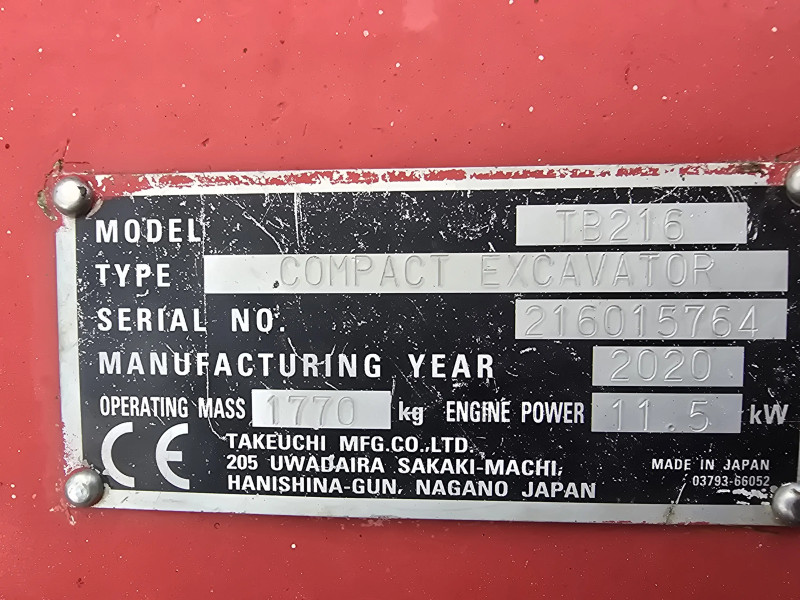 MODEL TB216
TYPE COMPACT EXCAVATOR
SERIAL NO. 216015764
MANUFACTURING YEAR 2020
OPERATING MASS 1770 kg ENGINE POWER 11.5 kW
CE
TAKEUCHI MFG.CO.,LTD.
205 UWADAIRA SAKAKI-MACHI,
HANISHINA-GUN, NAGANO JAPAN
MADE IN JAPAN
03793-66052